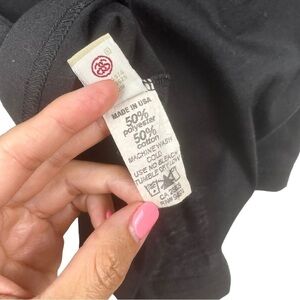 MADE IN USA
50%
polyester
50%
cotton
MACHINE WASH
COLD
USE NO BLEACH
TUMBLE DRY LOW